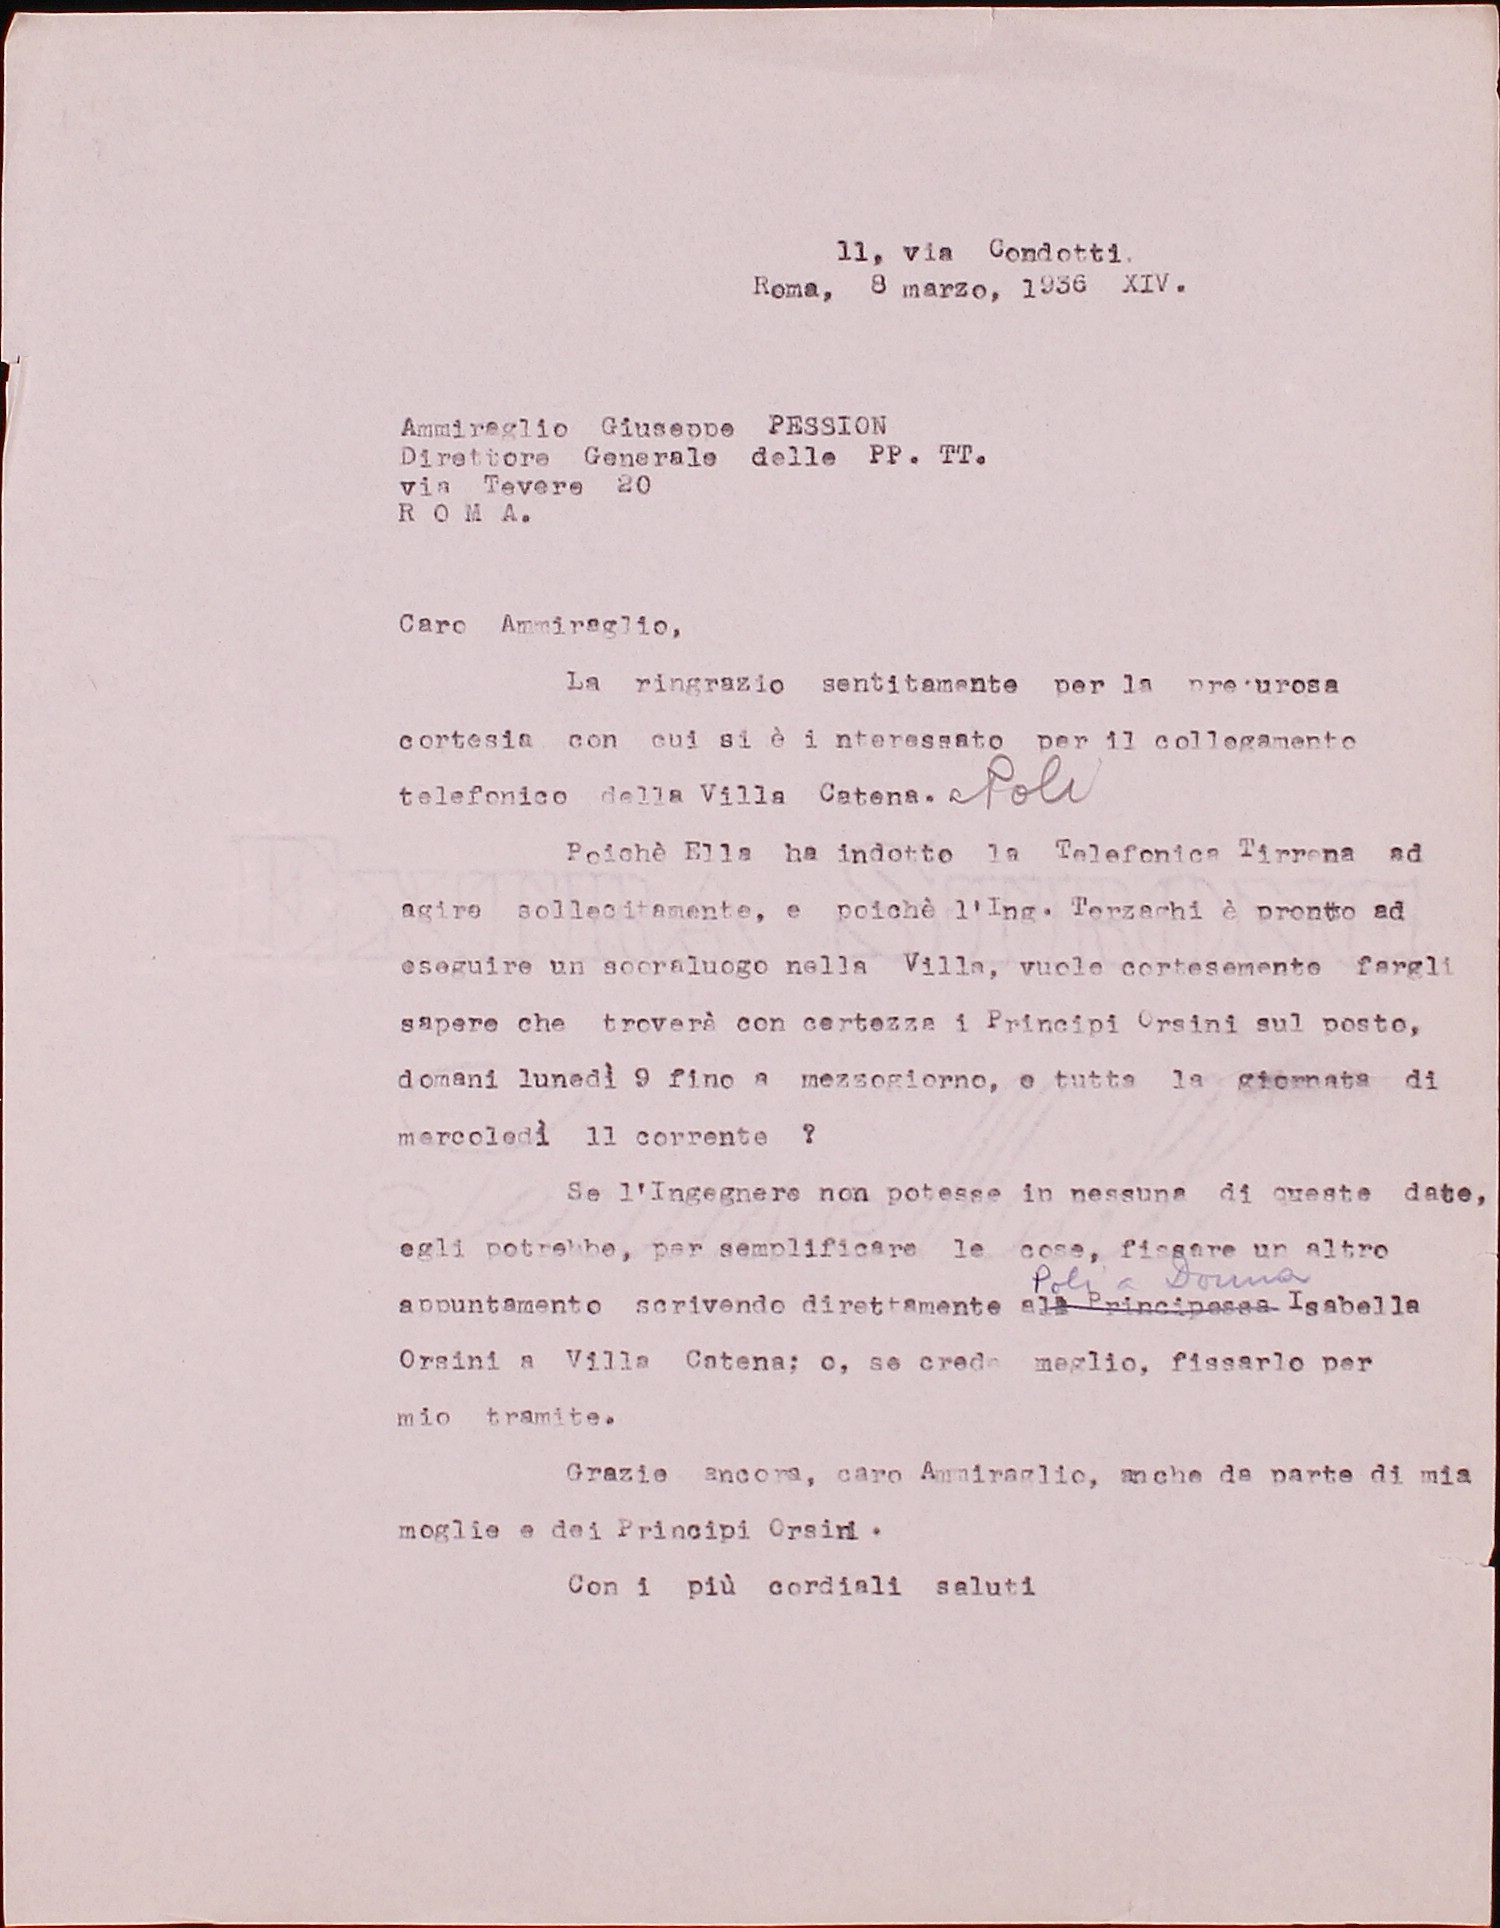 11, via Condotti.
Roma, 8 marzo, 1936 XIV.
Ammiraglio Giuseppe PESSION
Direttore Generale delle PP. TT.
via Tevere 20
R O M A.
Caro Ammiraglio,
La ringrazio sentitamente per la premurosa
cortesia con cui si è i nteressato per il collegamento
telefonico della Villa Catena. a Poli
Poichè Ella ha indotto la Telefonica Tirrena ad
agire sollecitamente, e poichè l'Ing. Terzaghi è prontto ad
eseguire un sopraluogo nella Villa, vuole cortesemente fargli
sapere che troverà con certezza i Principi Orsini sul posto,
domani lunedì 9 fino a mezzogiorno, e tutta la giornata di
mercoledì 11 corrente ?
Se l'Ingegnere non potesse in nessuna di queste date,
egli potrebbe, per semplificare le cose, fissare un altro
Poli a Donna
appuntamento scrivendo direttamente alla Principessa Isabella
Orsini a Villa Catena; o, se crede meglio, fissarlo per
mio tramite.
Grazie ancora, caro Ammiraglio, anche da parte di mia
moglie e dei Principi Orsini.
Con i più cordiali saluti